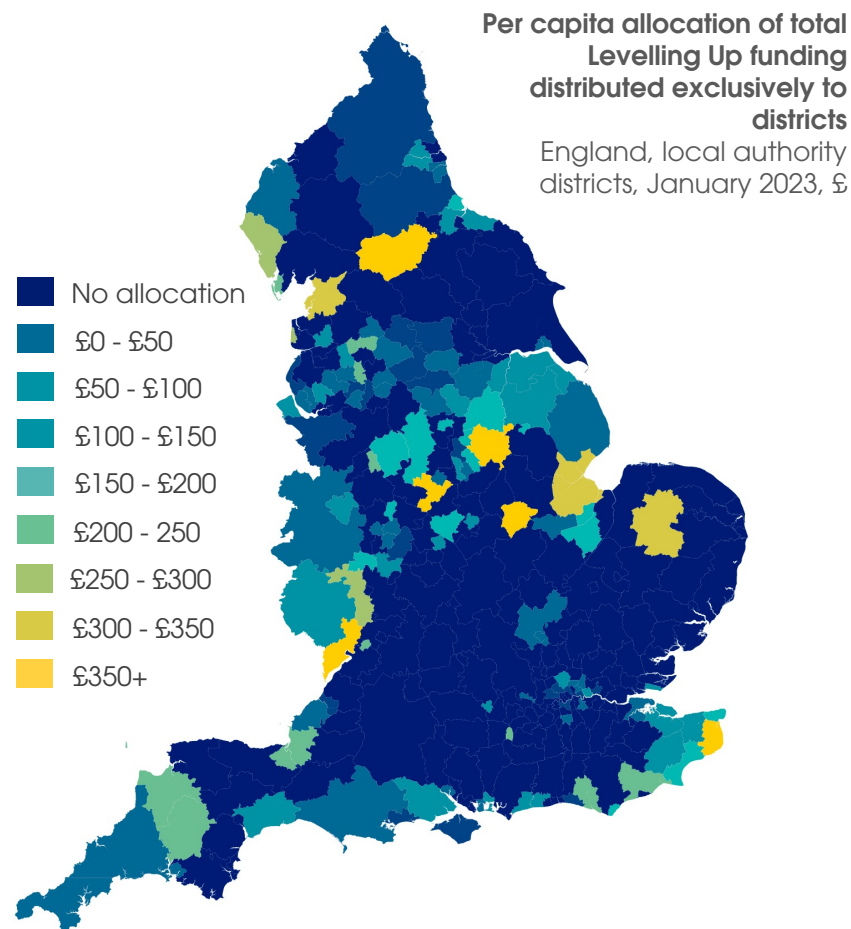 Per capita allocation of total
Levelling Up funding
distributed exclusively to
districts
England, local authority
districts, January 2023, £
No allocation
£0 - £50
£50 - £100
£100 - £150
£150 - £200
£200 - 250
£250 - £300
£300 - £350
£350+